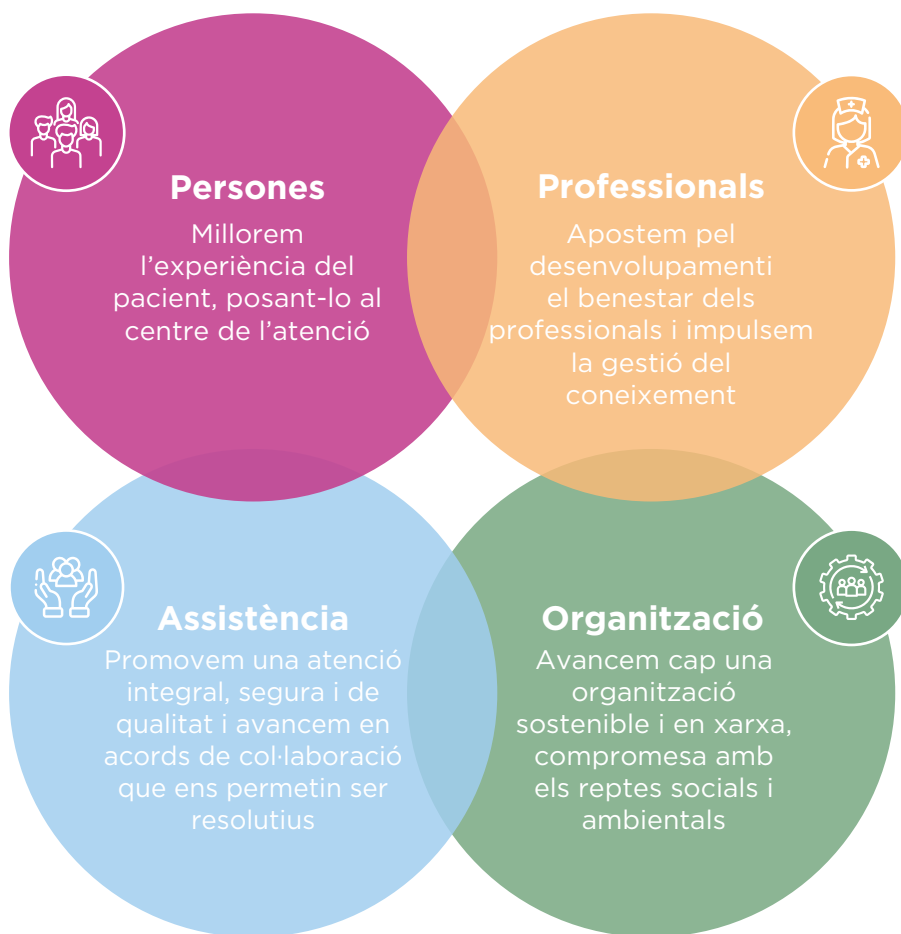 Persones
Millorem
l’experiència del
pacient, posant-lo al
centre de l’atenció
Professionals
Apostem pel
desenvolupamenti
el benestar dels
professionals i impulsem
la gestió del
coneixement
Assistència
Promovem una atenció
integral, segura i de
qualitat i avancem en
acords de col·laboració
que ens permetin ser
resolutius
Organització
Avancem cap una
organització
sostenible i en xarxa,
compromesa amb
els reptes socials i
ambientals